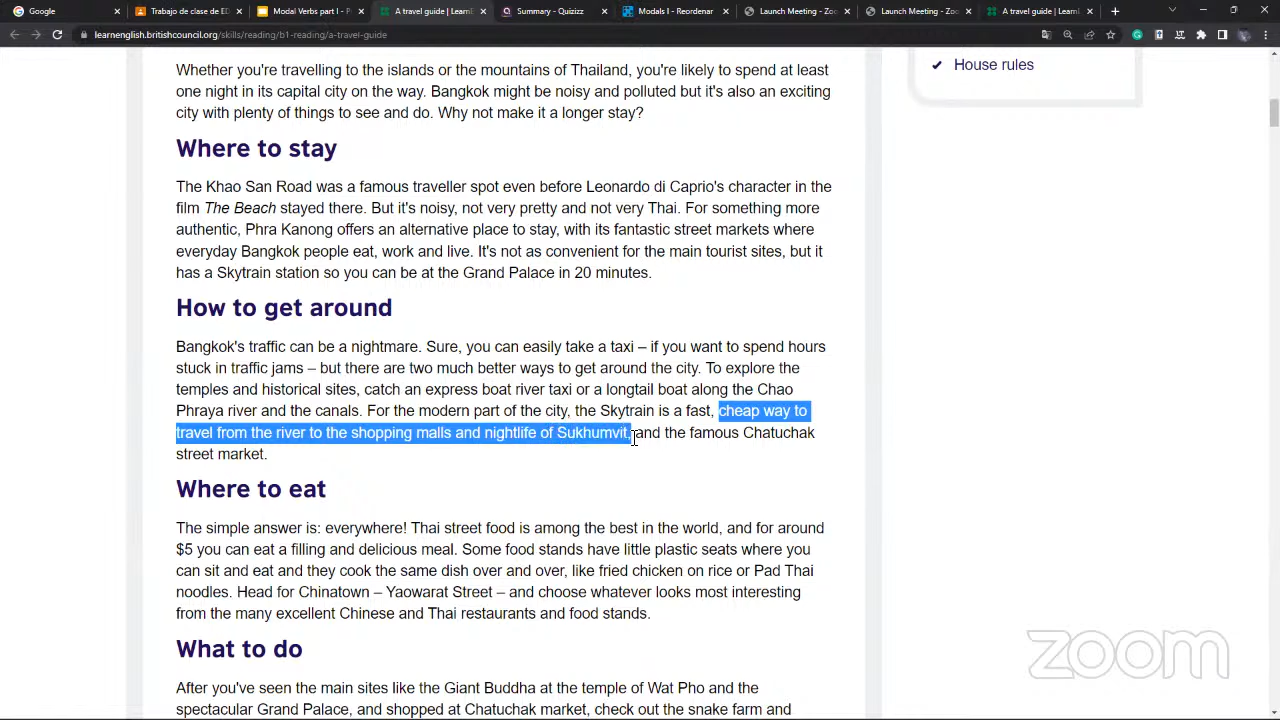 Google
Trabajo de clase de ED
Modal Verbs part I - P
A travel guide | LearnE
Summary - Quizizz
Modals I - Reordenar
Launch Meeting -
Launch Meeting - Zoo
A travel guide | LearnE
learnenglish.britishcouncil.org/skills/reading/b1-reading/a-travel-guide
House rules
Whether you're travelling to the islands or the mountains of Thailand, you're likely to spend at least
one night in its capital city on the way. Bangkok might be noisy and polluted but it's also an exciting
city with plenty of things to see and do. Why not make it a longer stay?
Where to stay
The Khao San Road was a famous traveller spot even before Leonardo di Caprio's character in the
film The Beach stayed there. But it's noisy, not very pretty and not very Thai. For something more
authentic, Phra Kanong offers an alternative place to stay, with its fantastic street markets where
everyday Bangkok people eat, work and live. It's not as convenient for the main tourist sites, but it
has a Skytrain station so you can be at the Grand Palace in 20 minutes.
How to get around
Bangkok's traffic can be a nightmare. Sure, you can easily take a taxi – if you want to spend hours
stuck in traffic jams – but there are two much better ways to get around the city. To explore the
temples and historical sites, catch an express boat river taxi or a longtail boat along the Chao
Phraya river and the canals. For the modern part of the city, the Skytrain is a fast, cheap way to
travel from the river to the shopping malls and nightlife of Sukhumvit, and the famous Chatuchak
street market.
Where to eat
The simple answer is: everywhere! Thai street food is among the best in the world, and for around
$5 you can eat a filling and delicious meal. Some food stands have little plastic seats where you
can sit and eat and they cook the same dish over and over, like fried chicken on rice or Pad Thai
noodles. Head for Chinatown – Yaowarat Street – and choose whatever looks most interesting
from the many excellent Chinese and Thai restaurants and food stands.
What to do
After you've seen the main sites like the Giant Buddha at the temple of Wat Pho and the
spectacular Grand Palace, and shopped at Chatuchak market, check out the snake farm and
zoom